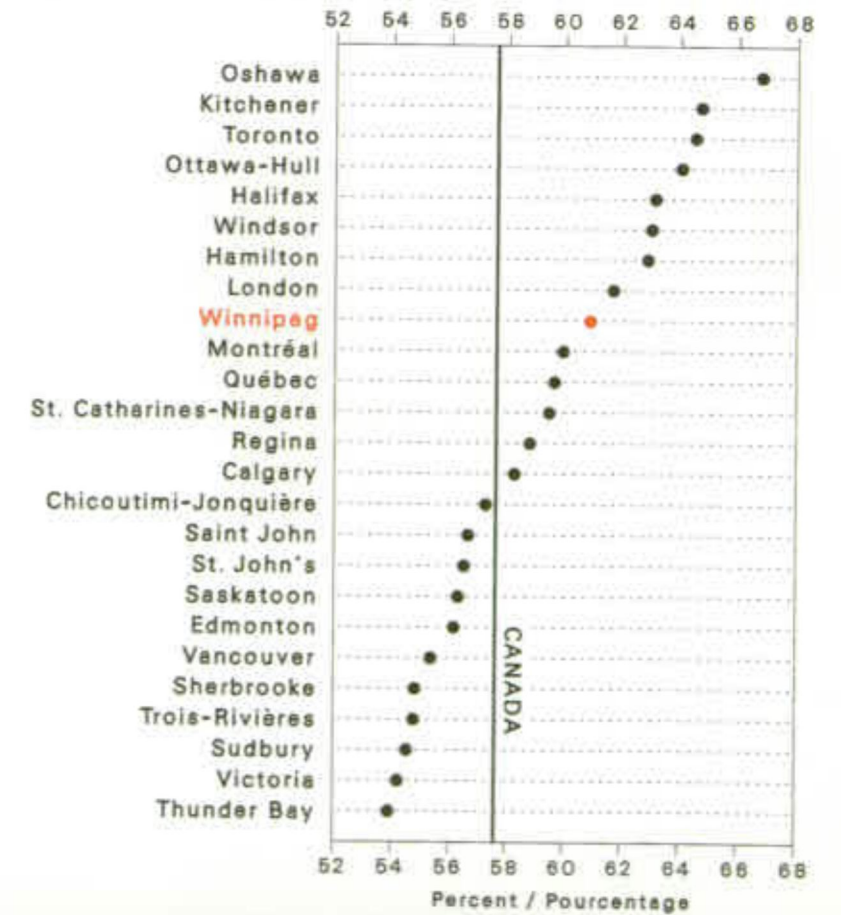 52 54 56 58 60 62 64 66 68
Oshawa
Kitchener
Toronto
Ottawa-Hull
Halifax
Windsor
Hamilton
London
Winnipeg
Montréal
Québec
St. Catharines-Niagara
Regina
Calgary
Chicoutimi-Jonquière
Saint John
St. John's
Saskatoon
Edmonton
Vancouver
Sherbrooke
Trois-Rivières
Sudbury
Victoria
Thunder Bay
CANADA
52 54 56 58 60 62 64 66 68
Percent / Pourcentage